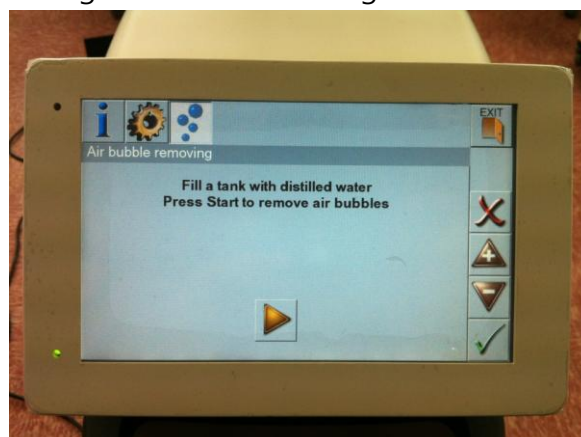 EXIT
Air bubble removing
Fill a tank with distilled water
Press Start to remove air bubbles